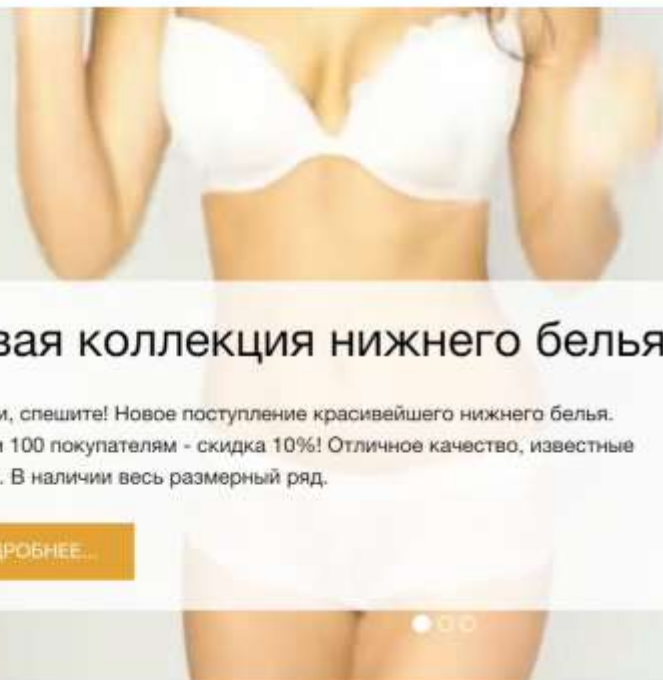 вая коллекция нижнего белья
и, спешите! Новое поступление красивейшего нижнего белья.
и 100 покупателям - скидка 10%! Отличное качество, известные
. В наличии весь размерный ряд.
ДРОБНЕЕ...